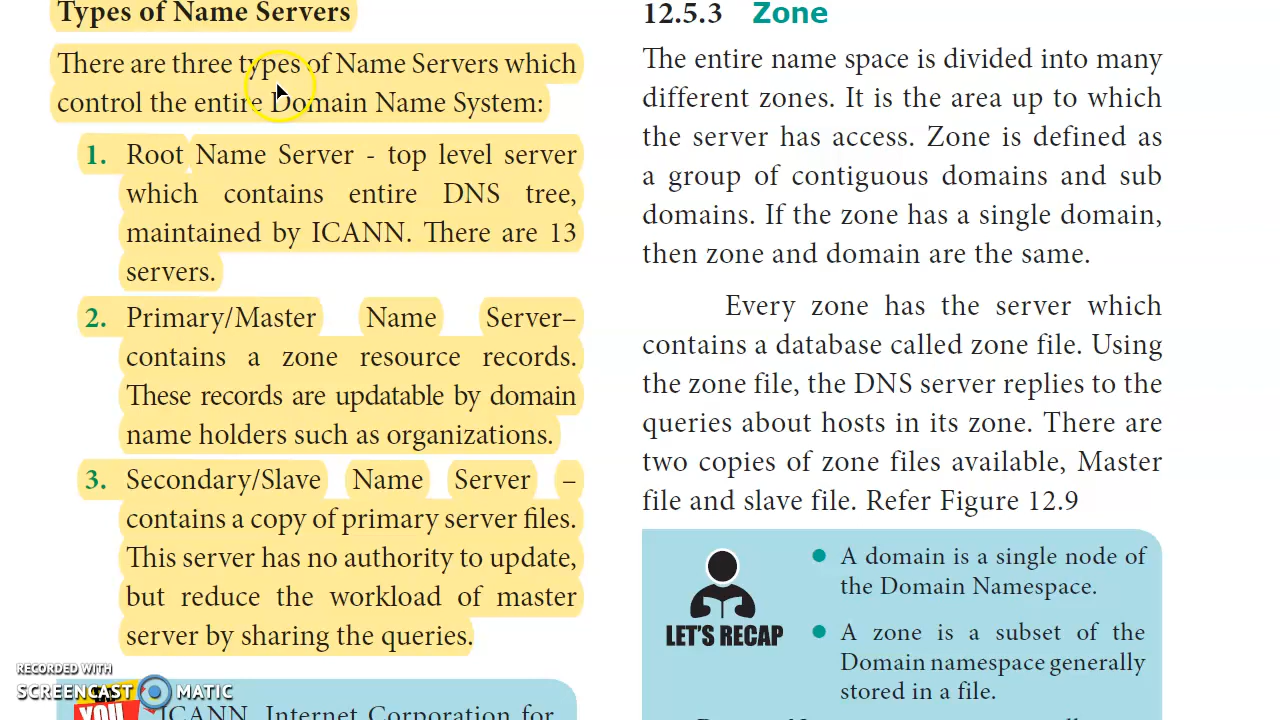 Types of Name Servers
There are three types of Name Servers which
control the entire Domain Name System:
1. Root Name Server - top level server
which contains entire DNS tree,
maintained by ICANN. There are 13
servers.
2. Primary/Master Name Server–
contains a zone resource records.
These records are updatable by domain
name holders such as organizations.
3. Secondary/Slave Name Server –
contains a copy of primary server files.
This server has no authority to update,
but reduce the workload of master
server by sharing the queries.
YOU
ICANN, Internet Corporation for
12.5.3 Zone
The entire name space is divided into many
different zones. It is the area up to which
the server has access. Zone is defined as
a group of contiguous domains and sub
domains. If the zone has a single domain,
then zone and domain are the same.
Every zone has the server which
contains a database called zone file. Using
the zone file, the DNS server replies to the
queries about hosts in its zone. There are
two copies of zone files available, Master
file and slave file. Refer Figure 12.9
LET'S RECAP
A domain is a single node of
the Domain Namespace.
A zone is a subset of the
Domain namespace generally
stored in a file.
RECORDED WITH
SCREENCAST MATIC